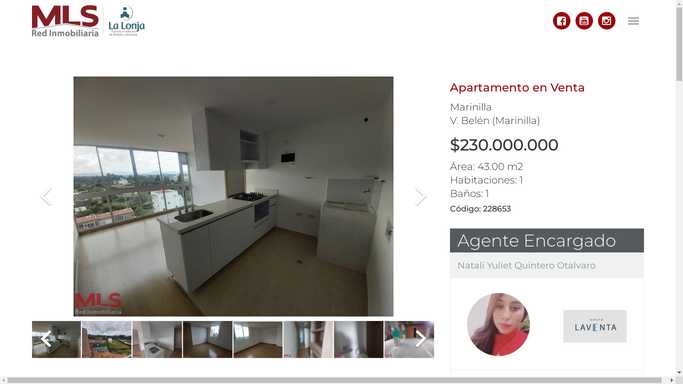 MLS
Red Inmobiliaria
La Lonja
Apartamento en Venta
Marinilla
V. Belén (Marinilla)
$230.000.000
Área: 43.00 m2
Habitaciones: 1
Baños: 1
Código: 228653
Agente Encargado
Natali Yuliet Quintero Otalvaro
LAVENTA
MLS
Red Inmobiliaria